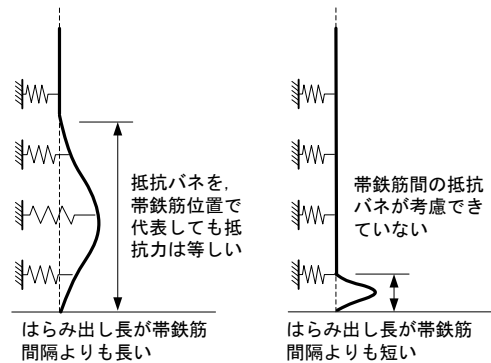 抵抗バネを,
帯鉄筋位置で
代表しても抵
抗力は等しい
はらみ出し長が帯鉄筋
間隔よりも長い
帯鉄筋間の抵抗
バネが考慮でき
ていない
はらみ出し長が帯鉄筋
間隔よりも短い